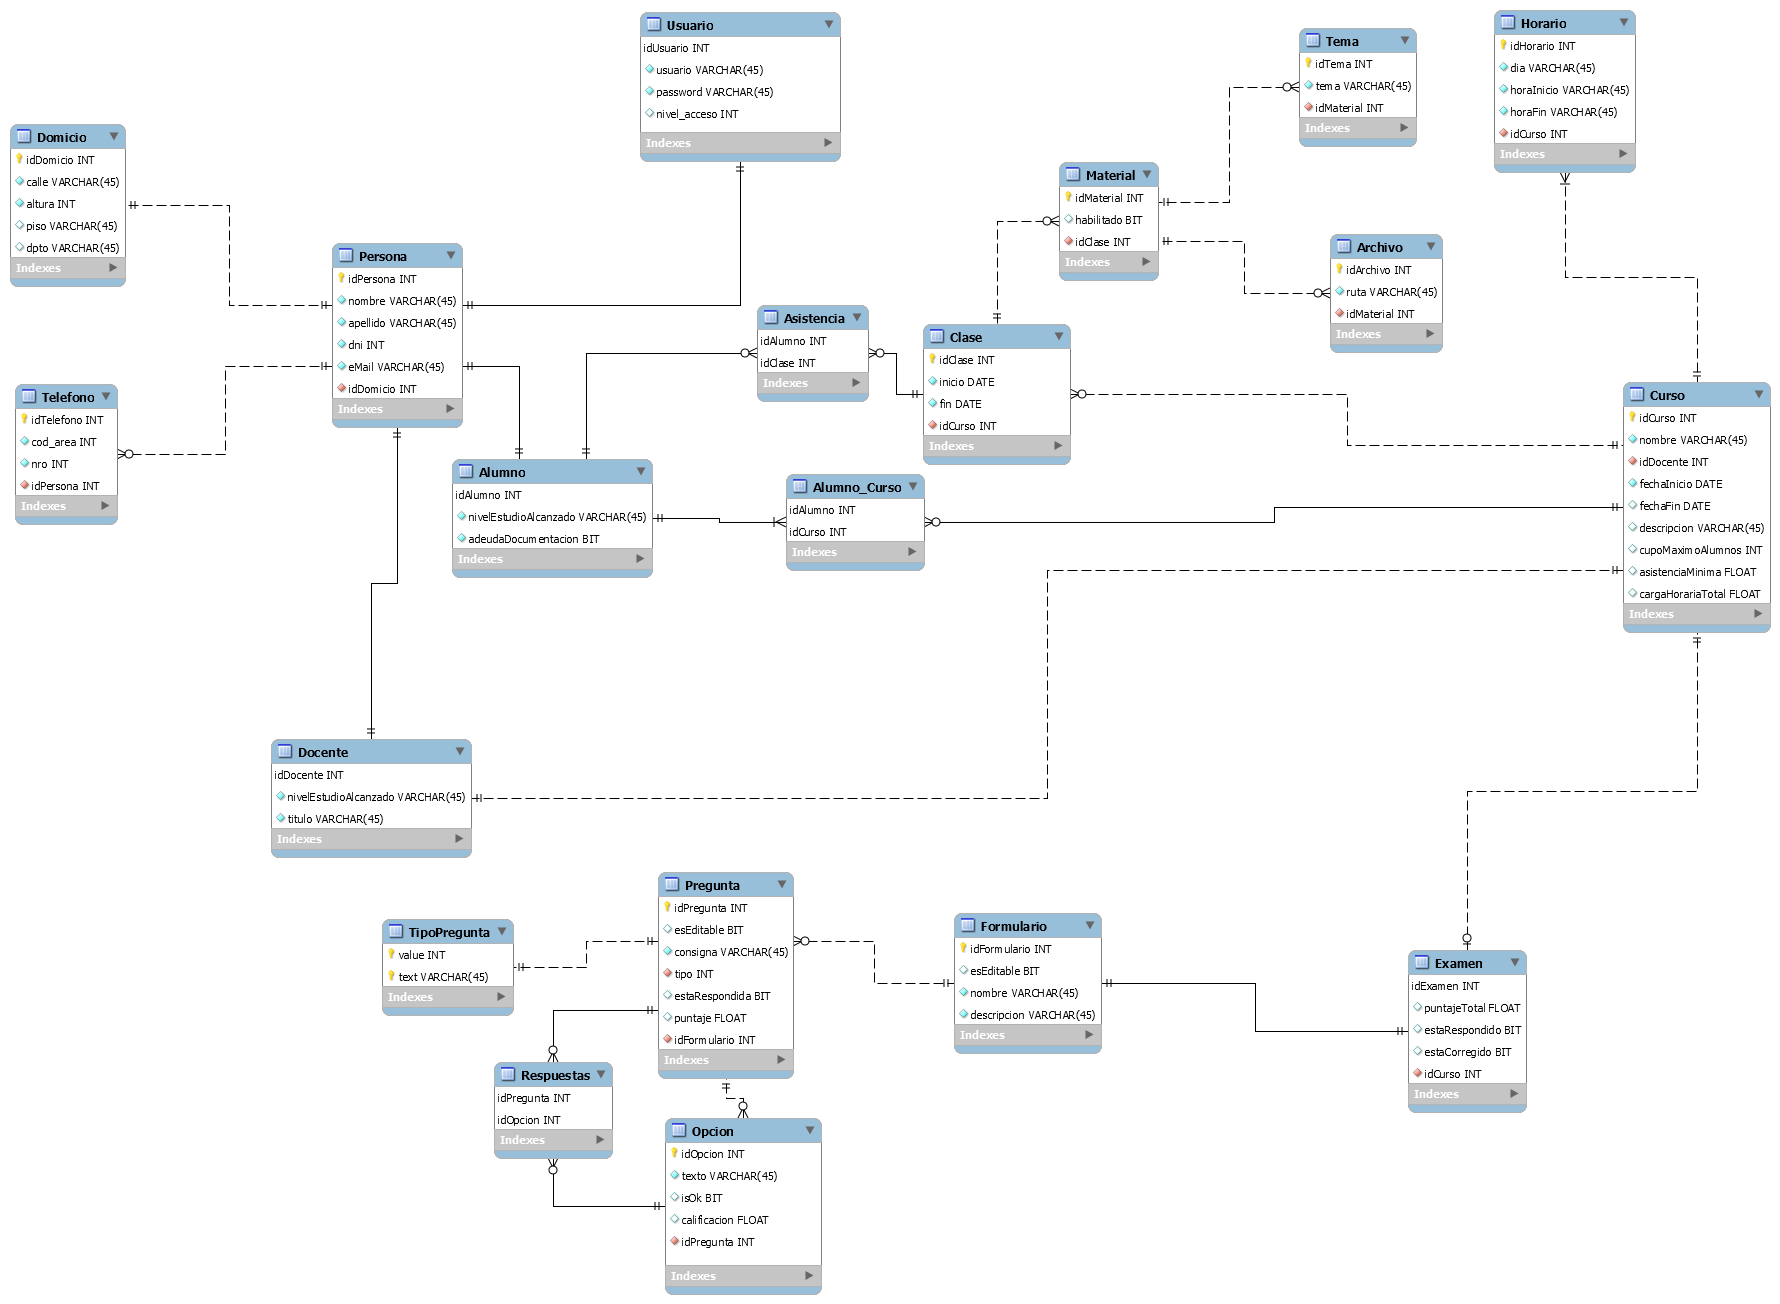 Usuario
idUsuario INT
usuario VARCHAR(45)
password VARCHAR(45)
nivel_acceso INT
Indexes
Horario
idHorario INT
dia VARCHAR(45)
horaInicio VARCHAR(45)
horaFin VARCHAR(45)
idCurso INT
Indexes
Tema
idTema INT
tema VARCHAR(45)
idMaterial INT
Indexes
Domicio
idDomicio INT
calle VARCHAR(45)
altura INT
piso VARCHAR(45)
dpto VARCHAR(45)
Indexes
Material
idMaterial INT
habilitado BIT
idClase INT
Indexes
Archivo
idArchivo INT
ruta VARCHAR(45)
idMaterial INT
Indexes
Persona
idPersona INT
nombre VARCHAR(45)
apellido VARCHAR(45)
dni INT
eMail VARCHAR(45)
idDomicio INT
Indexes
Asistencia
idAlumno INT
idClase INT
Indexes
Clase
idClase INT
inicio DATE
fin DATE
idCurso INT
Indexes
Telefono
idTelefono INT
cod_area INT
nro INT
idPersona INT
Indexes
Curso
idCurso INT
nombre VARCHAR(45)
idDocente INT
fechaInicio DATE
fechaFin DATE
descripcion VARCHAR(45)
cupoMaximoAlumnos INT
asistenciaMinima FLOAT
cargaHorariaTotal FLOAT
Indexes
Alumno
idAlumno INT
nivelEstudioAlcanzado VARCHAR(45)
adeudaDocumentacion BIT
Indexes
Alumno_Curso
idAlumno INT
idCurso INT
Indexes
Docente
idDocente INT
nivelEstudioAlcanzado VARCHAR(45)
titulo VARCHAR(45)
Indexes
Pregunta
idPregunta INT
esEditable BIT
consigna VARCHAR(45)
tipo INT
estaRespondida BIT
puntaje FLOAT
idFormulario INT
Indexes
TipoPregunta
value INT
text VARCHAR(45)
Indexes
Formulario
idFormulario INT
esEditable BIT
nombre VARCHAR(45)
descripcion VARCHAR(45)
Indexes
Examen
idExamen INT
puntajeTotal FLOAT
estaRespondido BIT
estaCorregido BIT
idCurso INT
Indexes
Respuestas
idPregunta INT
idOpcion INT
Indexes
Opcion
idOpcion INT
texto VARCHAR(45)
isOk BIT
calificacion FLOAT
idPregunta INT
Indexes